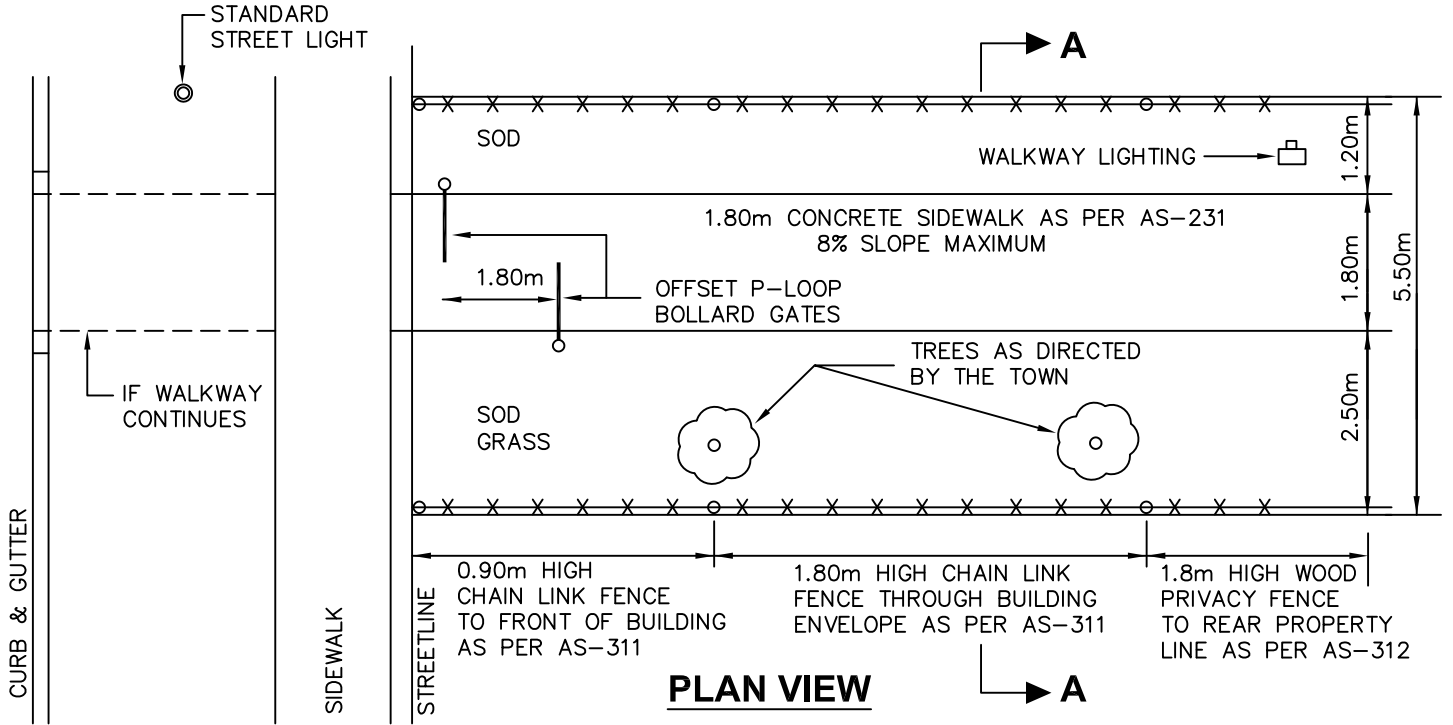 STANDARD
STREET LIGHT
A
SOD
WALKWAY LIGHTING
1.20m
1.80m CONCRETE SIDEWALK AS PER AS-231
8% SLOPE MAXIMUM
1.80m
5.50m
1.80m
OFFSET P-LOOP
BOLLARD GATES
TREES AS DIRECTED
BY THE TOWN
IF WALKWAY
CONTINUES
SOD
GRASS
2.50m
CURB & GUTTER
SIDEWALK
STREETLINE
0.90m HIGH
CHAIN LINK FENCE
TO FRONT OF BUILDING
AS PER AS-311
1.80m HIGH CHAIN LINK
FENCE THROUGH BUILDING
ENVELOPE AS PER AS-311
1.8m HIGH WOOD
PRIVACY FENCE
TO REAR PROPERTY
LINE AS PER AS-312
PLAN VIEW
A